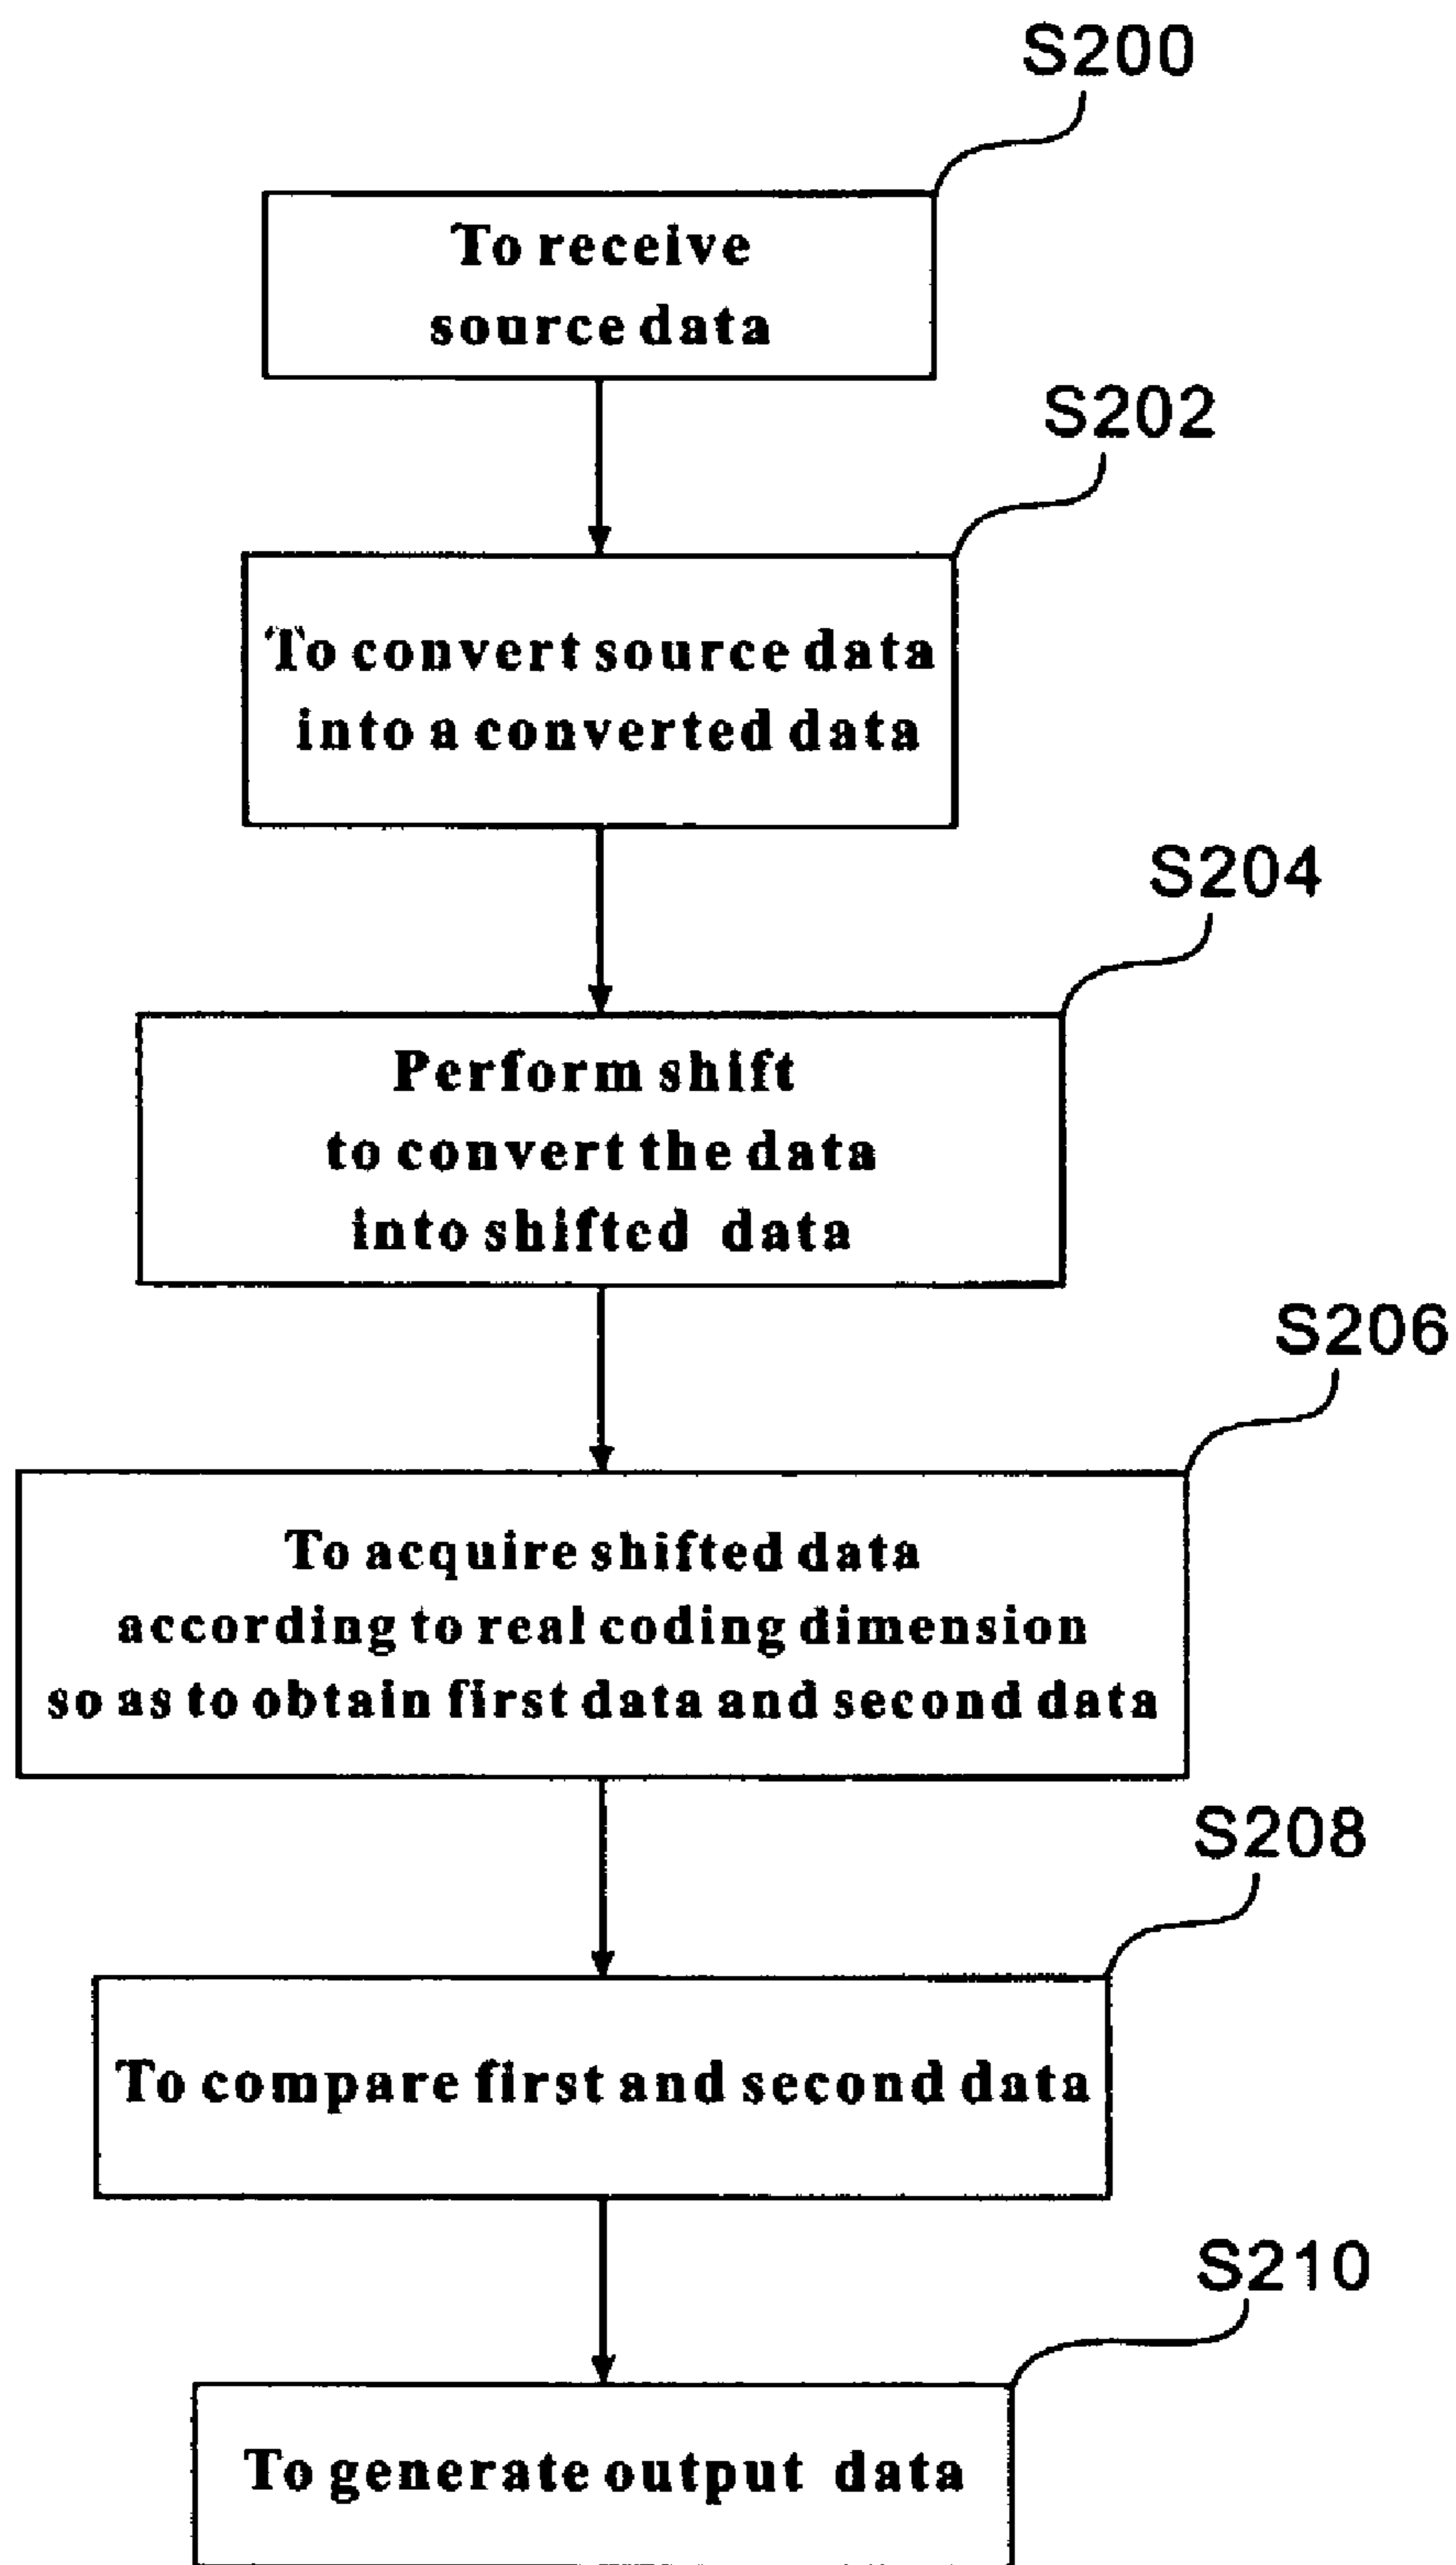 S200
To receive
source data
S202
To convert source data
into a converted data
S204
Perform shift
to convert the data
into shifted data
S206
To acquire shifted data
according to real coding dimension
so as to obtain first data and second data
S208
To compare first and second data
S210
To generate output data